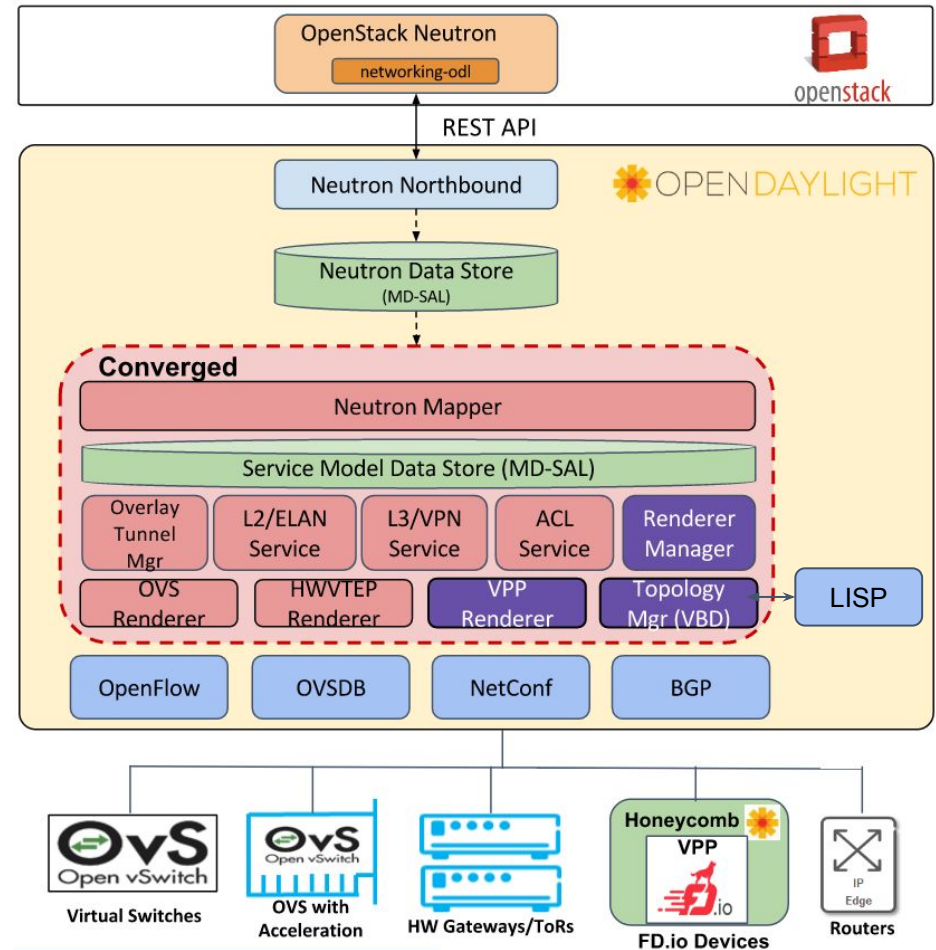 OpenStack Neutron
networking-odl
openstack
REST API
Neutron Northbound
OPENDAYLIGHT
Neutron Data Store
(MD-SAL)
Converged
Neutron Mapper
Service Model Data Store (MD-SAL)
Overlay
Tunnel
Mgr
L2/ELAN
Service
L3/VPN
Service
ACL
Service
Renderer
Manager
OVS
Renderer
HWVTEP
Renderer
VPP
Renderer
Topology
Mgr (VBD)
LISP
OpenFlow
OVSDB
NetConf
BGP
OvS
Open vSwitch
Virtual Switches
OvS
Open vSwitch
OVS with
Acceleration
HW Gateways/ToRs
Honeycomb
VPP
FD.io
FD.io Devices
IP
Edge
Routers